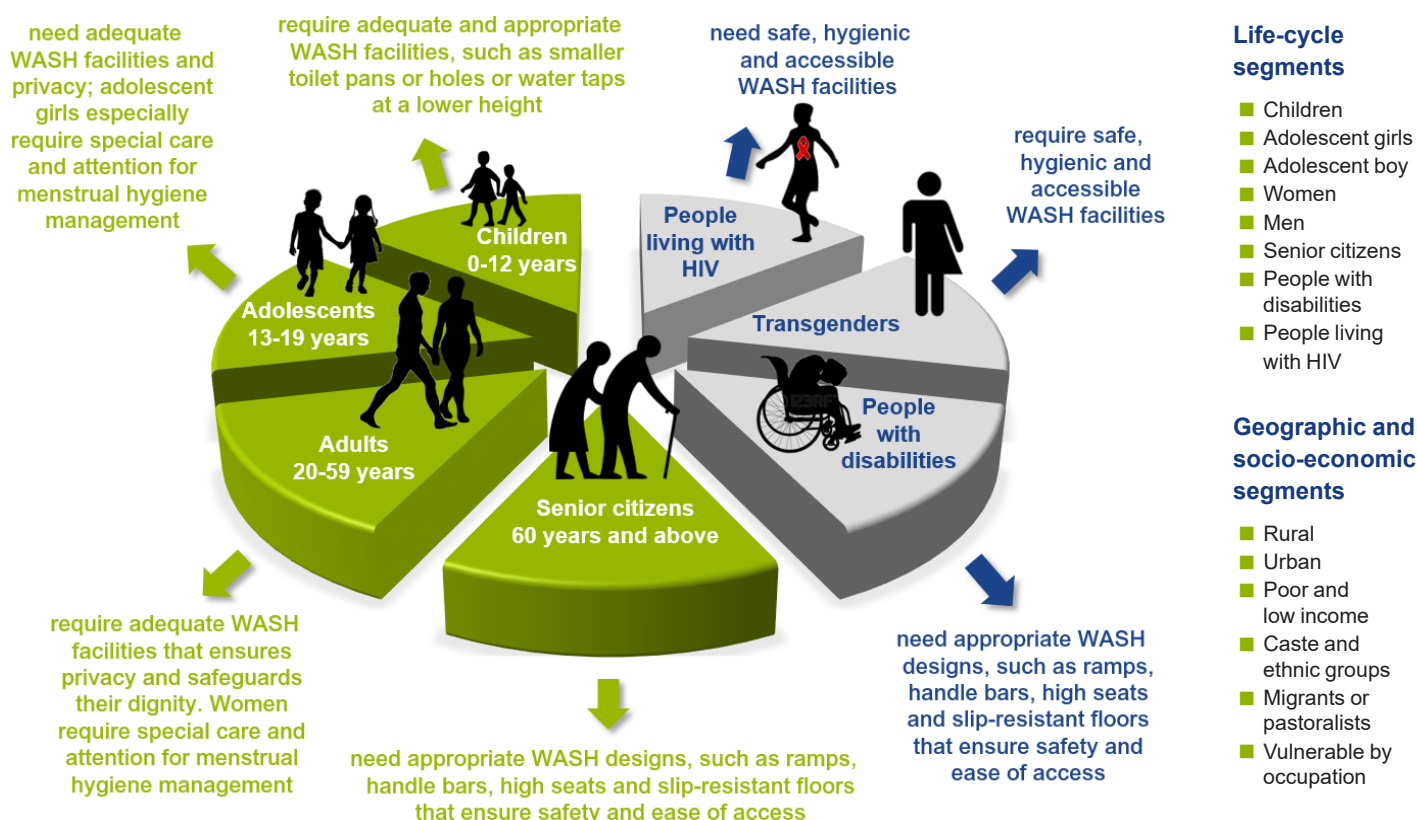 need adequate
WASH facilities and
privacy; adolescent
girls especially
require special care
and attention for
menstrual hygiene
management
require adequate and appropriate
WASH facilities, such as smaller
toilet pans or holes or water taps
at a lower height
need safe, hygienic
and accessible
WASH facilities
require safe,
hygienic and
accessible
WASH facilities
Children
0-12 years
People
living with
HIV
Adolescents
13-19 years
Transgenders
Adults
20-59 years
123RF
People
with
disabilities
Senior citizens
60 years and above
require adequate WASH
facilities that ensures
privacy and safeguards
their dignity. Women
require special care and
attention for menstrual
hygiene management
need appropriate WASH designs, such as ramps,
handle bars, high seats and slip-resistant floors
that ensure safety and ease of access
need appropriate WASH
designs, such as ramps,
handle bars, high seats
and slip-resistant floors
that ensure safety and
ease of access
Life-cycle
segments
Children
Adolescent girls
Adolescent boy
Women
Men
Senior citizens
People with
disabilities
People living
with HIV
Geographic and
socio-economic
segments
Rural
Urban
Poor and
low income
Caste and
ethnic groups
Migrants or
pastoralists
Vulnerable by
occupation